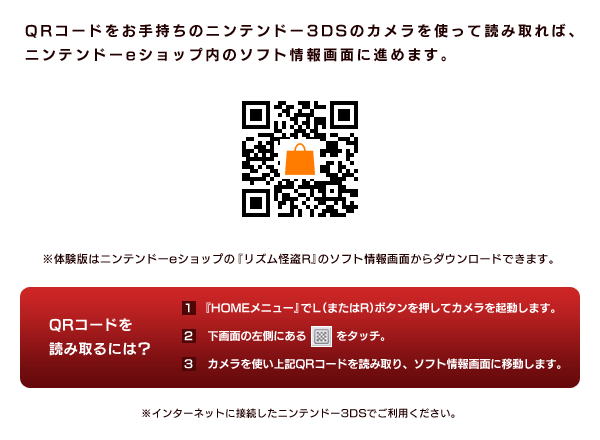 QRコードをお手持ちのニンテンドー3DSのカメラを使って読み取れば、
ニンテンドーeショップ内のソフト情報画面に進めます。
※体験版はニンテンドーeショップの『リズム怪盗R』のソフト情報画面からダウンロードできます。
QRコードを
読み取るには？
1 『HOMEメニュー』でL（またはR）ボタンを押してカメラを起動します。
2 下画面の左側にある をタッチ。
3 カメラを使い上記QRコードを読み取り、ソフト情報画面に移動します。
※インターネットに接続したニンテンドー3DSでご利用ください。